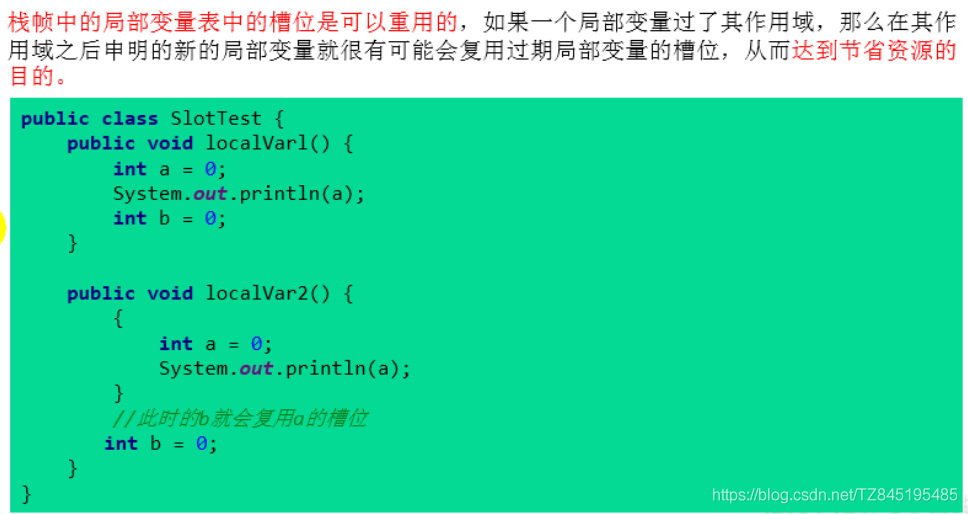 栈帧中的局部变量表中的槽位是可以重用的，如果一个局部变量过了其作用域，那么在其作
用域之后申明的新的局部变量就很有可能会复用过期局部变量的槽位，从而达到节省资源的
目的。
public class SlotTest {
public void localVarl() {
int a = 0;
System.out.println(a);
int b = 0;
}
public void localVar2() {
{
int a = 0;
System.out.println(a);
}
//此时的b就会复用a的槽位
int b = 0;
}
}
https://blog.csdn.net/TZ845195485